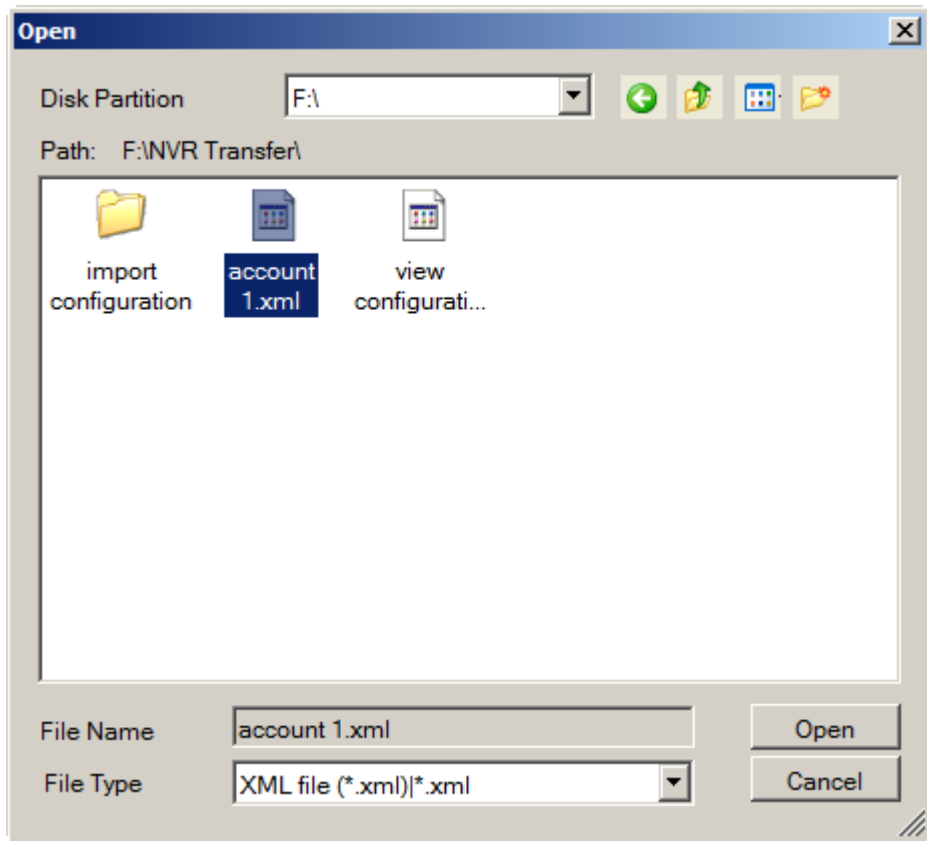 Open
Disk Partition F:\
Path: F:\NVR Transfer\
import configuration
account 1.xml
view configurati...
File Name account 1.xml Open
File Type XML file (*.xml)|*.xml Cancel